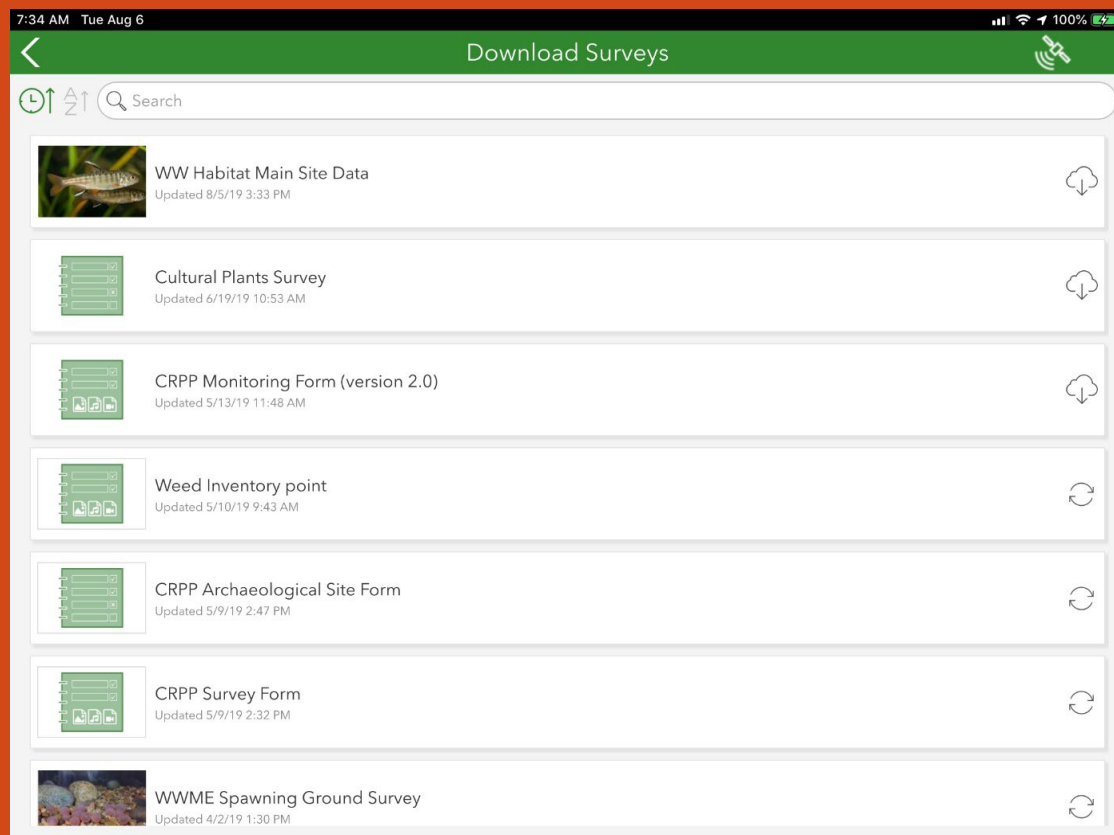 7:34 AM Tue Aug 6
100%
Download Surveys
A
Z
Search
WW Habitat Main Site Data
Updated 8/5/19 3:33 PM
Cultural Plants Survey
Updated 6/19/19 10:53 AM
CRPP Monitoring Form (version 2.0)
Updated 5/13/19 11:48 AM
Weed Inventory point
Updated 5/10/19 9:43 AM
CRPP Archaeological Site Form
Updated 5/9/19 2:47 PM
CRPP Survey Form
Updated 5/9/19 2:32 PM
WWME Spawning Ground Survey
Updated 4/2/19 1:30 PM